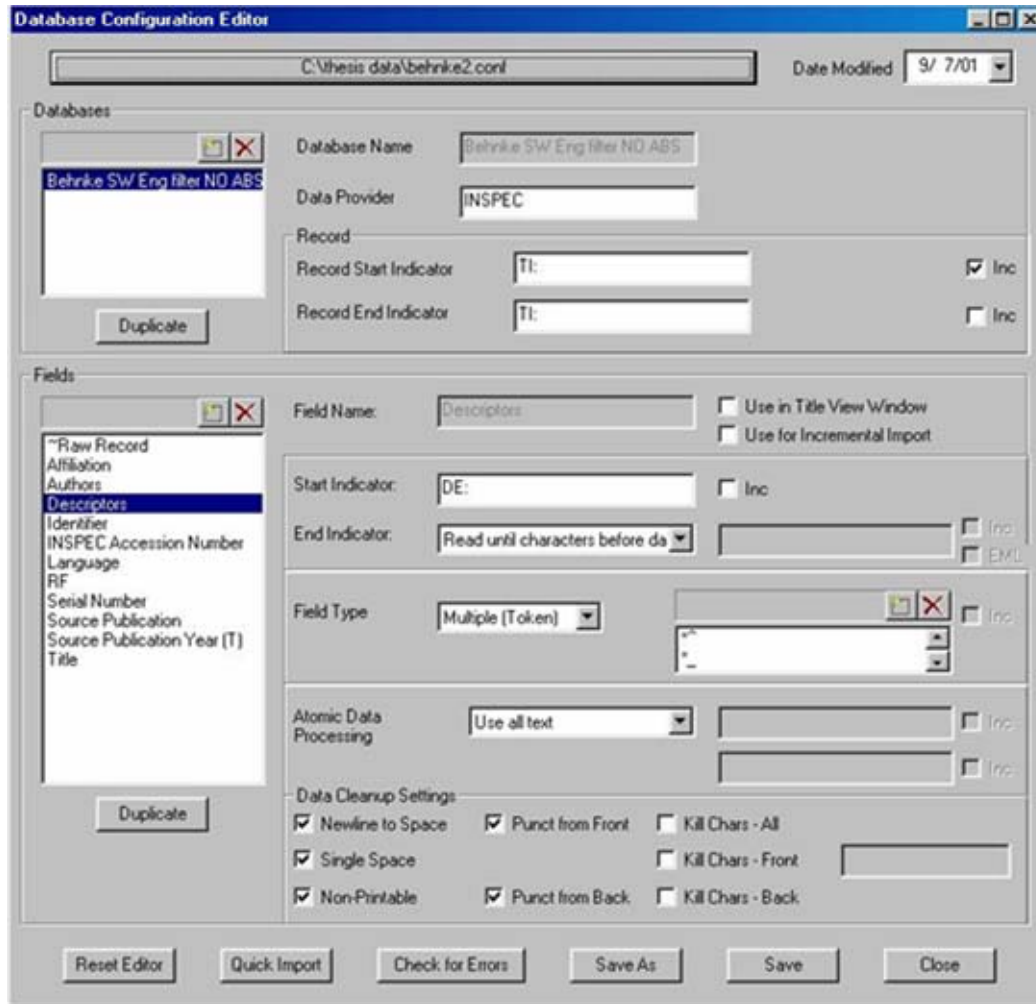 Database Configuration Editor
C:\thesis data\behnke2.conf
Date Modified 9/ 7/01
Databases
Behnke SW Eng filter NO ABS
Duplicate
Database Name Behnke SW Eng filter NO ABS
Data Provider INSPEC
Record
Record Start Indicator TI: Inc
Record End Indicator TI: Inc
Fields
~Raw Record
Affiliation
Authors
Descriptors
Identifier
INSPEC Accession Number
Language
RF
Serial Number
Source Publication
Source Publication Year (T)
Title
Duplicate
Field Name: Descriptors
Use in Title View Window
Use for Incremental Import
Start Indicator: DE: Inc
End Indicator: Read until characters before da Inc
EML
Field Type Multiple (Token) Inc
*^
*_
Atomic Data Processing Use all text Inc
Inc
Data Cleanup Settings
Newline to Space Punct from Front Kill Chars - All
Single Space Kill Chars - Front
Non-Printable Punct from Back Kill Chars - Back
Reset Editor Quick Import Check for Errors Save As Save Close